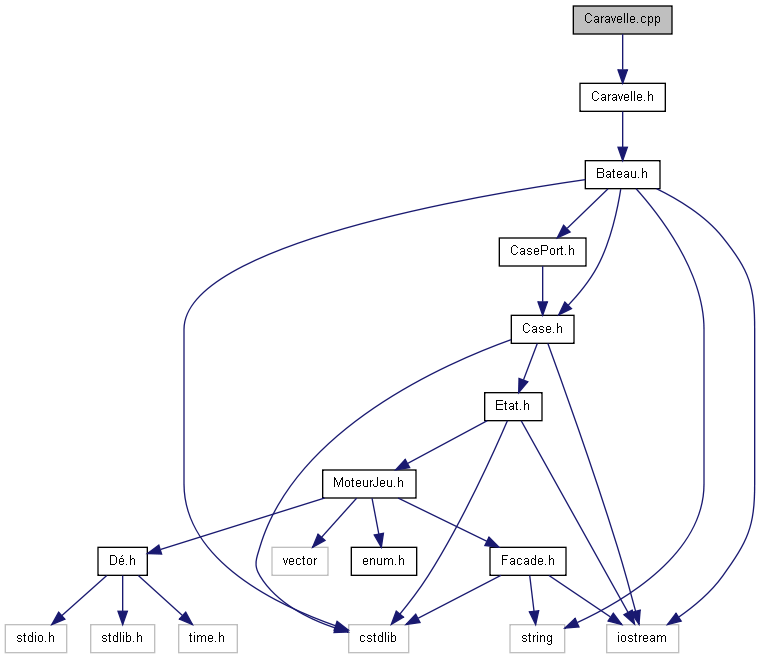 Caravelle.cpp
Caravelle.h
Bateau.h
CasePort.h
Case.h
Etat.h
MoteurJeu.h
Dé.h
vector
enum.h
Facade.h
stdio.h
stdlib.h
time.h
cstdlib
string
iostream